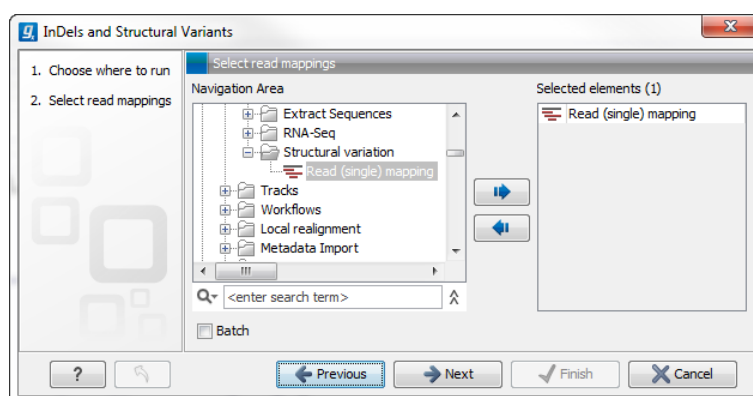 InDels and Structural Variants
1. Choose where to run
2. Select read mappings
Select read mappings
Navigation Area
Extract Sequences
RNA-Seq
Structural variation
Read (single) mapping
Tracks
Workflows
Local realignment
Metadata Import
<enter search term>
Batch
Selected elements (1)
Read (single) mapping
?
Previous
Next
Finish
Cancel